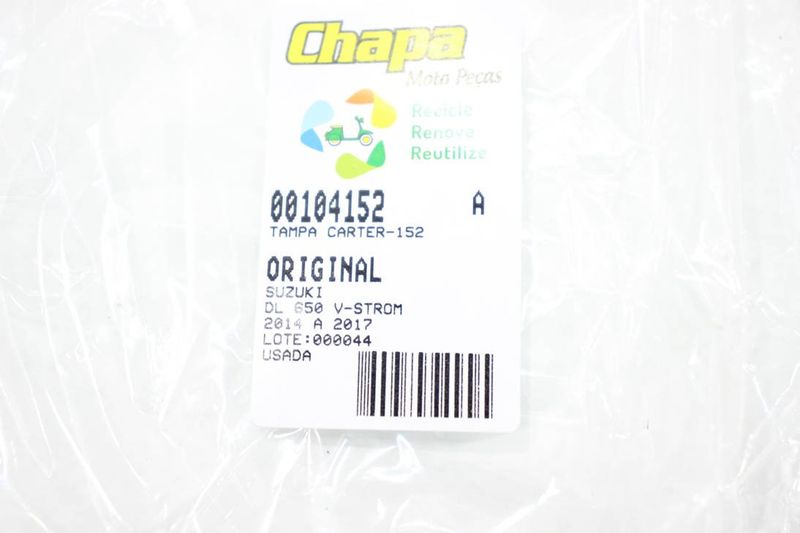 Chapa
Moto Peças
Recicle
Renova
Reutilize
00104152 A
TAMPA CARTER-152
ORIGINAL
SUZUKI
DL 650 V-STROM
2014 A 2017
LOTE:000044
USADA